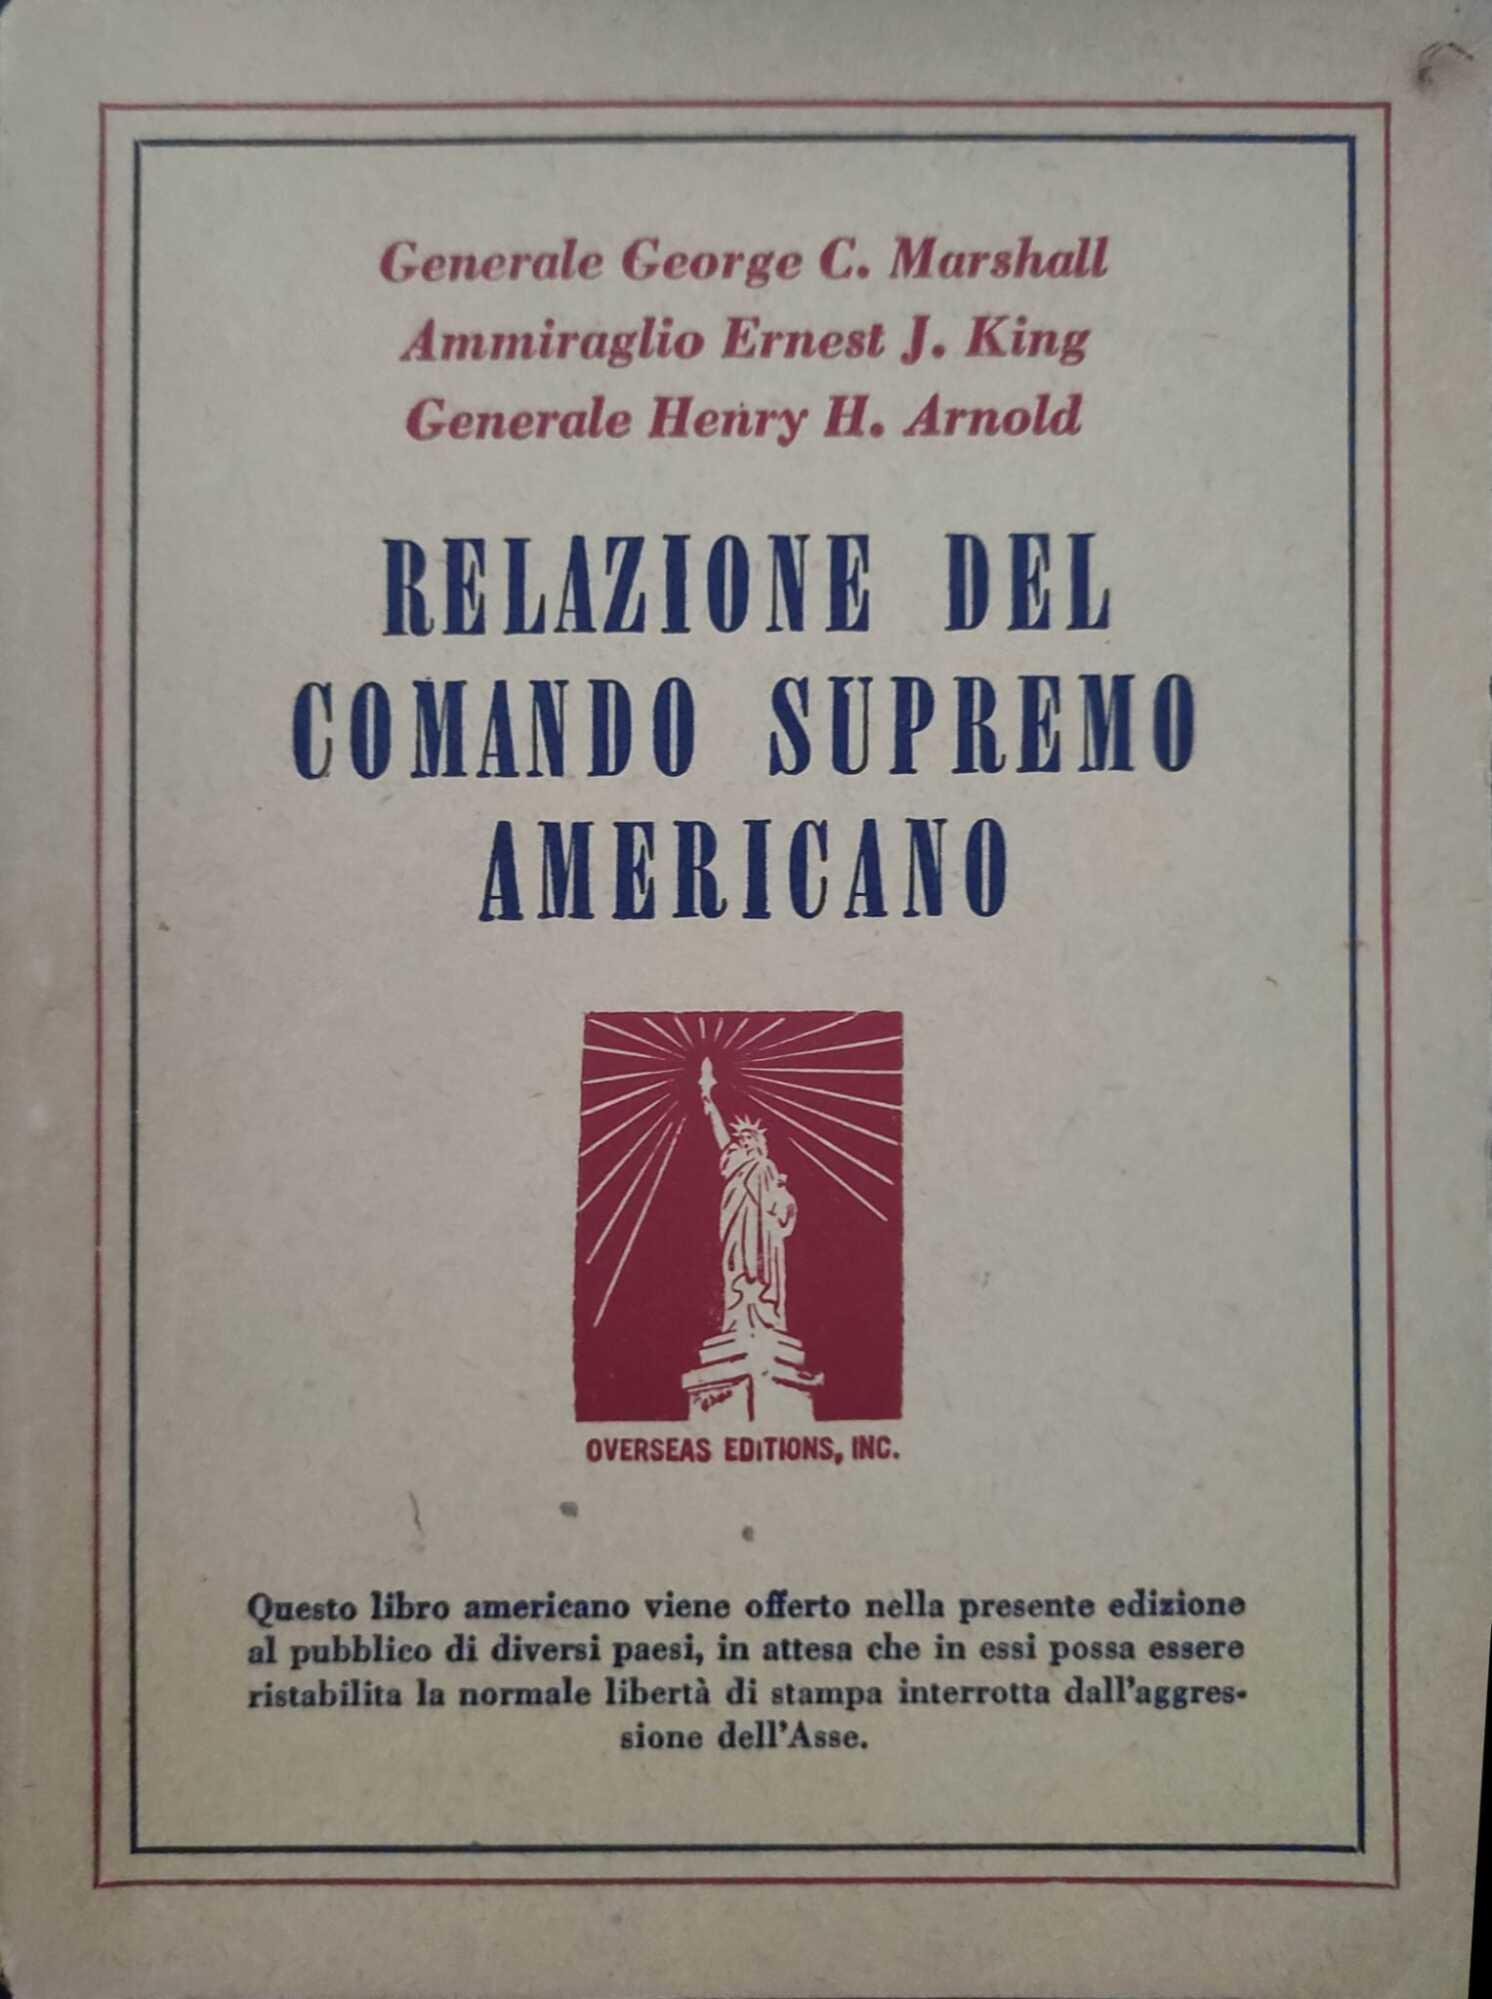 Generale George C. Marshall
Ammiraglio Ernest J. King
Generale Henry H. Arnold
RELAZIONE DEL
COMANDO SUPREMO
AMERICANO
OVERSEAS EDITIONS, INC.
Questo libro americano viene offerto nella presente edizione
al pubblico di diversi paesi, in attesa che in essi possa essere
ristabilita la normale libertà di stampa interrotta dall'aggres-
sione dell'Asse.